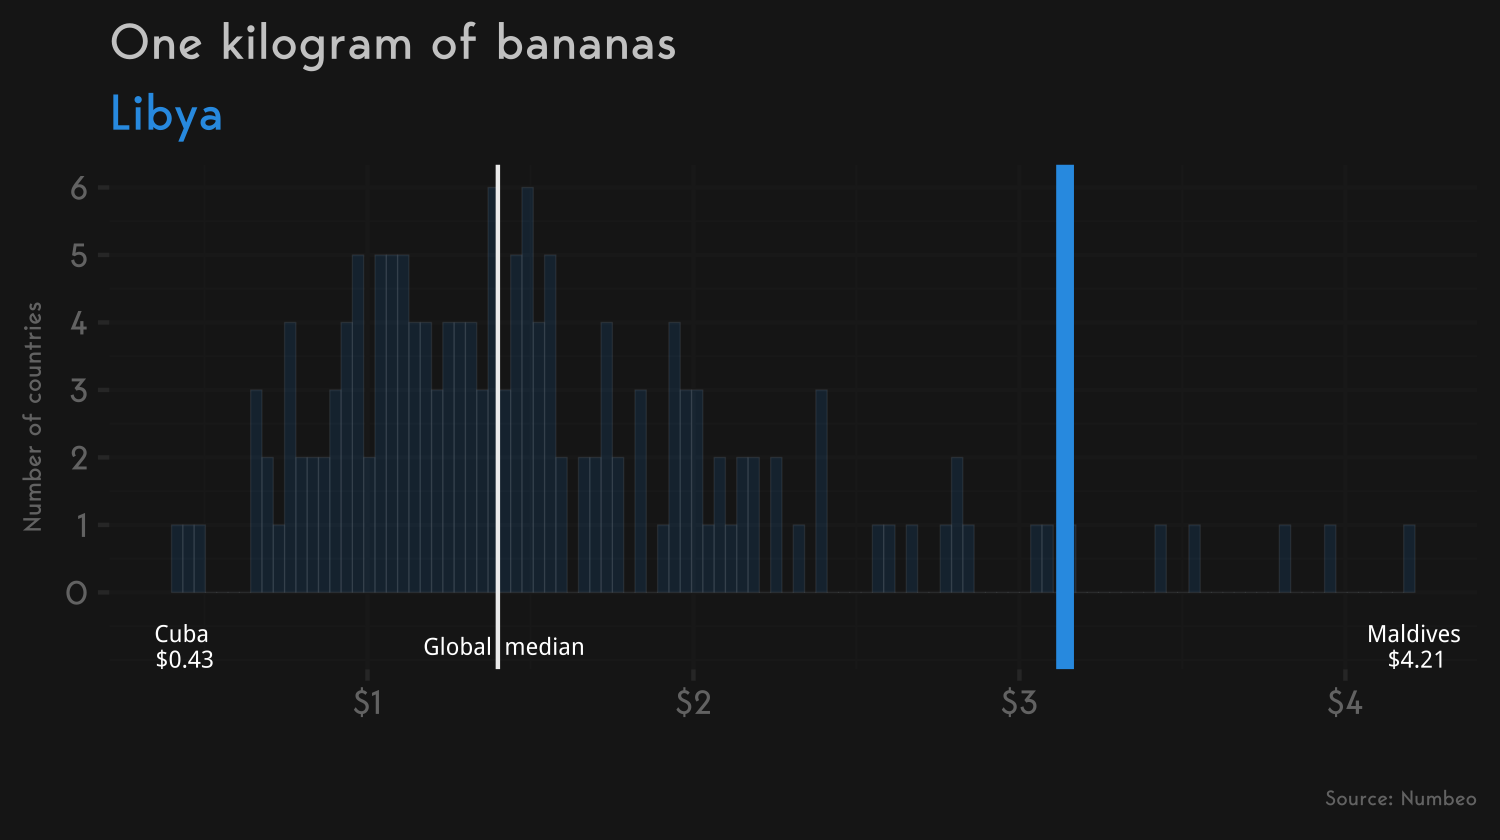 One kilogram of bananas
Libya
Number of countries
6
5
4
3
2
1
0
Cuba
$0.43
Global median
Maldives
$4.21
$1 $2 $3 $4
Source: Numbeo